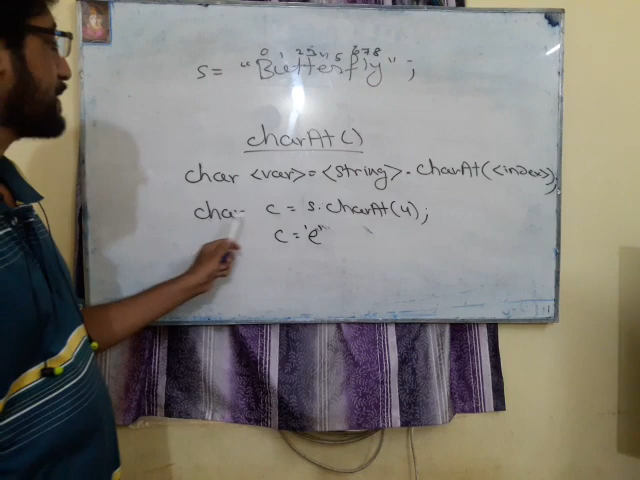 0 1 2 3 4 5 6 7 8
s = "Butterfly";
charAt()
char <var> = <string>.charAt(<index>);
char c = s.charAt(4);
c = 'e'